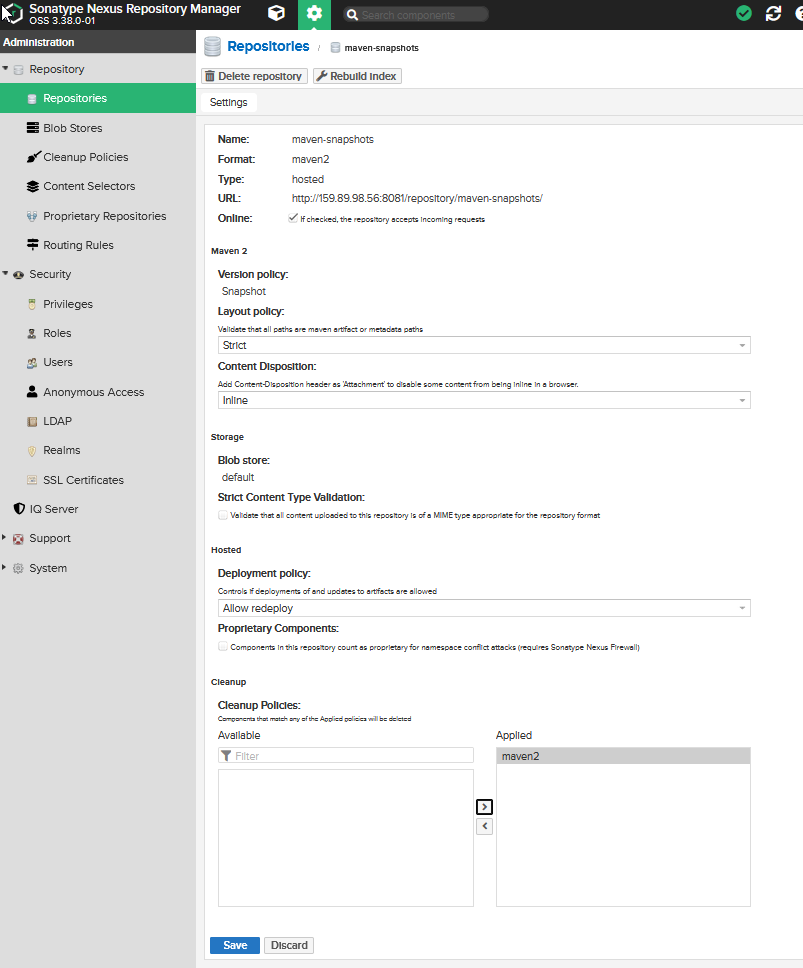 Sonatype Nexus Repository Manager
OSS 3.38.0-01
Search components
Administration
Repository
Repositories
Blob Stores
Cleanup Policies
Content Selectors
Proprietary Repositories
Routing Rules
Security
Privileges
Roles
Users
Anonymous Access
LDAP
Realms
SSL Certificates
IQ Server
Support
System
Repositories / maven-snapshots
Delete repository Rebuild index
Settings
Name: maven-snapshots
Format: maven2
Type: hosted
URL: http://159.89.98.56:8081/repository/maven-snapshots/
Online: If checked, the repository accepts incoming requests
Maven 2
Version policy:
Snapshot
Layout policy:
Validate that all paths are maven artifact or metadata paths
Strict
Content Disposition:
Add Content-Disposition header as 'Attachment' to disable some content from being inline in a browser.
Inline
Storage
Blob store:
default
Strict Content Type Validation:
Validate that all content uploaded to this repository is of a MIME type appropriate for the repository format
Hosted
Deployment policy:
Controls if deployments of and updates to artifacts are allowed
Allow redeploy
Proprietary Components:
Components in this repository count as proprietary for namespace conflict attacks (requires Sonatype Nexus Firewall)
Cleanup
Cleanup Policies:
Components that match any of the Applied policies will be deleted
Available Applied
Filter
maven2
Save Discard